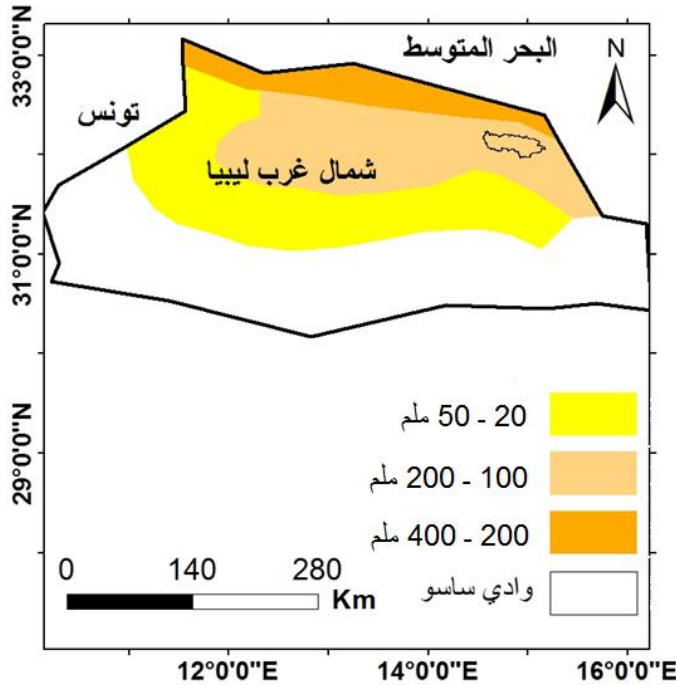 البحر المتوسط
N
تونس
شمال غرب ليبيا
33°0'0"N
31°0'0"N
29°0'0"N
20 - 50 ملم
100 - 200 ملم
200 - 400 ملم
وادي ساسو
0 140 280
Km
12°0'0"E 14°0'0"E 16°0'0"E